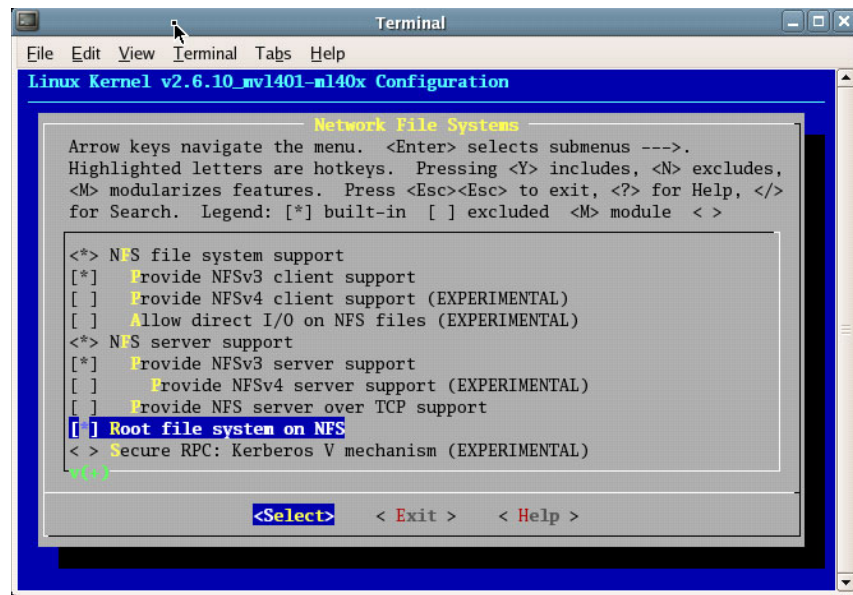 Terminal
File Edit View Terminal Tabs Help
Linux Kernel v2.6.10_mvl401-ml40x Configuration
Network File Systems
Arrow keys navigate the menu. <Enter> selects submenus --->.
Highlighted letters are hotkeys. Pressing <Y> includes, <N> excludes,
<M> modularizes features. Press <Esc><Esc> to exit, <?> for Help, </>
for Search. Legend: [*] built-in [ ] excluded <M> module < >
<*> NFS file system support
[*] Provide NFSv3 client support
[ ] Provide NFSv4 client support (EXPERIMENTAL)
[ ] Allow direct I/O on NFS files (EXPERIMENTAL)
<*> NFS server support
[*] Provide NFSv3 server support
[ ] Provide NFSv4 server support (EXPERIMENTAL)
[ ] Provide NFS server over TCP support
[*] Root file system on NFS
< > Secure RPC: Kerberos V mechanism (EXPERIMENTAL)
v(+)
<Select> < Exit > < Help >